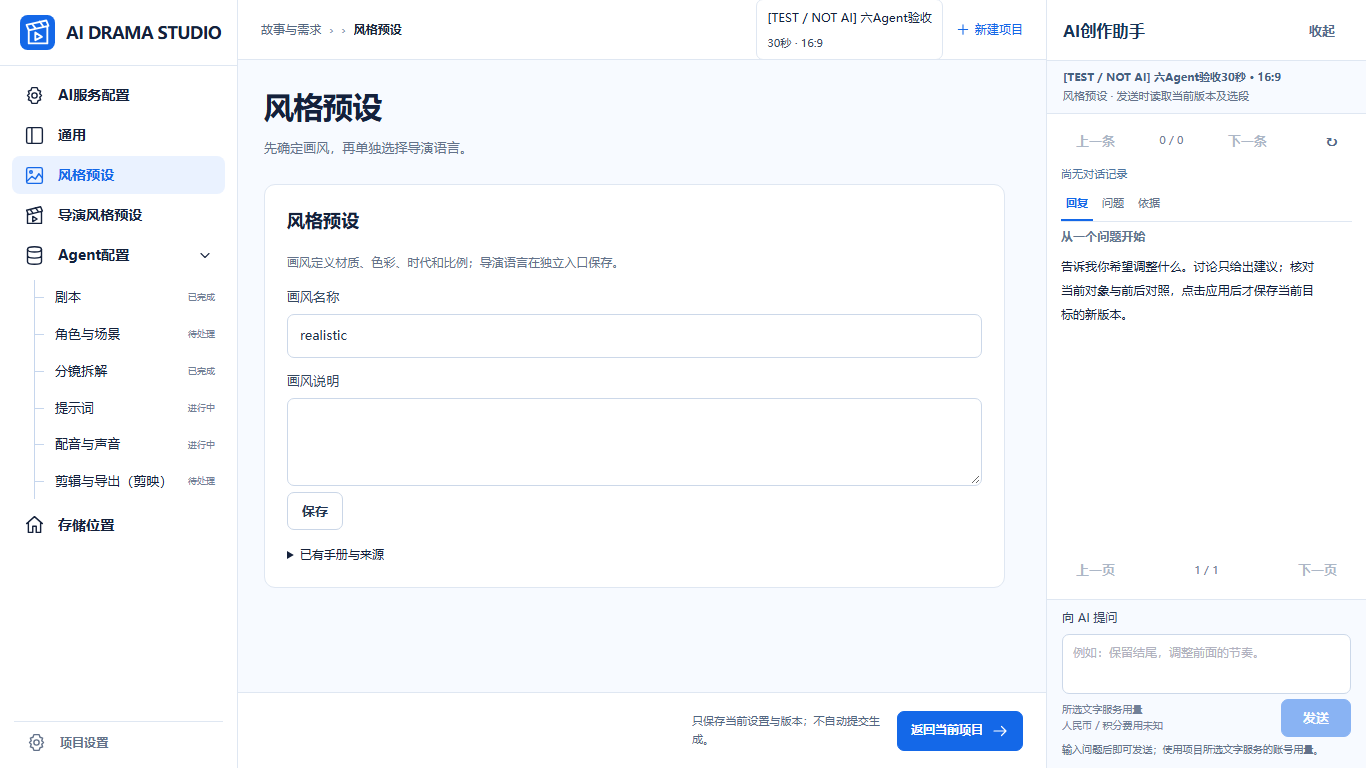 AI DRAMA STUDIO
AI服务配置
通用
风格预设
导演风格预设
Agent配置
剧本 已完成
角色与场景 待处理
分镜拆解 已完成
提示词 进行中
配音与声音 进行中
剪辑与导出（剪映） 待处理
存储位置
项目设置
故事与需求 › › 风格预设
[TEST / NOT AI] 六Agent验收
30秒 · 16:9
+ 新建项目
风格预设
先确定画风，再单独选择导演语言。
风格预设
画风定义材质、色彩、时代和比例；导演语言在独立入口保存。
画风名称
realistic
画风说明
保存
▶ 已有手册与来源
只保存当前设置与版本；不自动提交生
成。
返回当前项目 →
AI创作助手 收起
[TEST / NOT AI] 六Agent验收30秒 • 16:9
风格预设 · 发送时读取当前版本及选段
上一条 0 / 0 下一条 ↻
尚无对话记录
回复 问题 依据
从一个问题开始
告诉我你希望调整什么。讨论只给出建议；核对
当前对象与前后对照，点击应用后才保存当前目
标的新版本。
上一页 1 / 1 下一页
向 AI 提问
例如：保留结尾，调整前面的节奏。
所选文字服务用量
人民币 / 积分费用未知
发送
输入问题后即可发送；使用项目所选文字服务的账号用量。